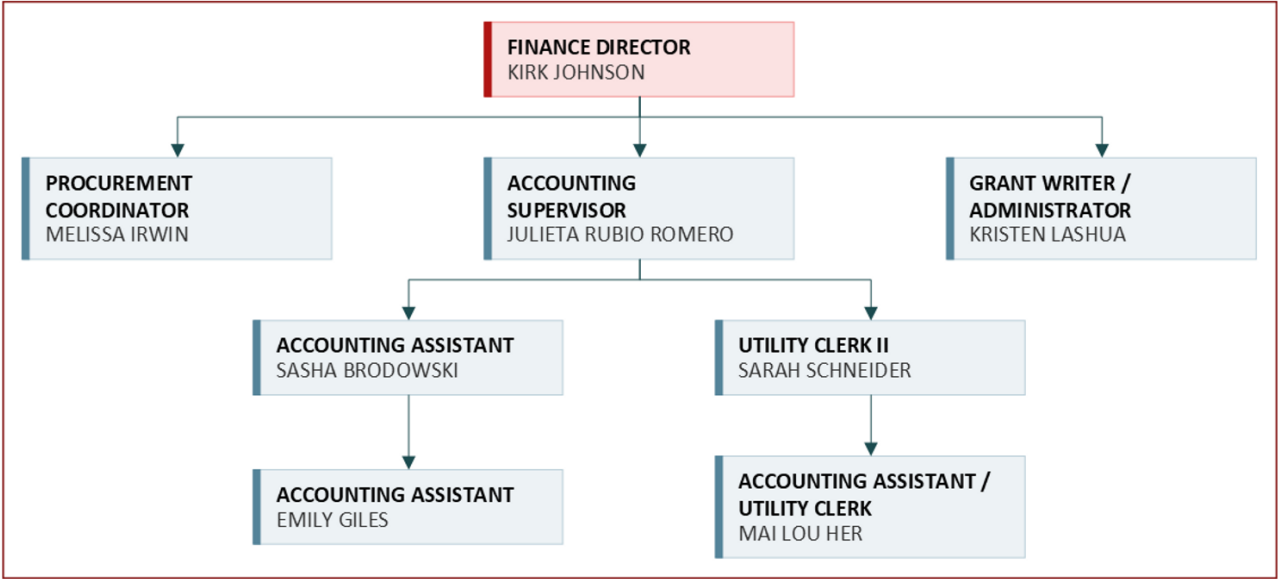 FINANCE DIRECTOR
KIRK JOHNSON
PROCUREMENT
COORDINATOR
MELISSA IRWIN
ACCOUNTING
SUPERVISOR
JULIETA RUBIO ROMERO
GRANT WRITER /
ADMINISTRATOR
KRISTEN LASHUA
ACCOUNTING ASSISTANT
SASHA BRODOWSKI
UTILITY CLERK II
SARAH SCHNEIDER
ACCOUNTING ASSISTANT
EMILY GILES
ACCOUNTING ASSISTANT /
UTILITY CLERK
MAI LOU HER